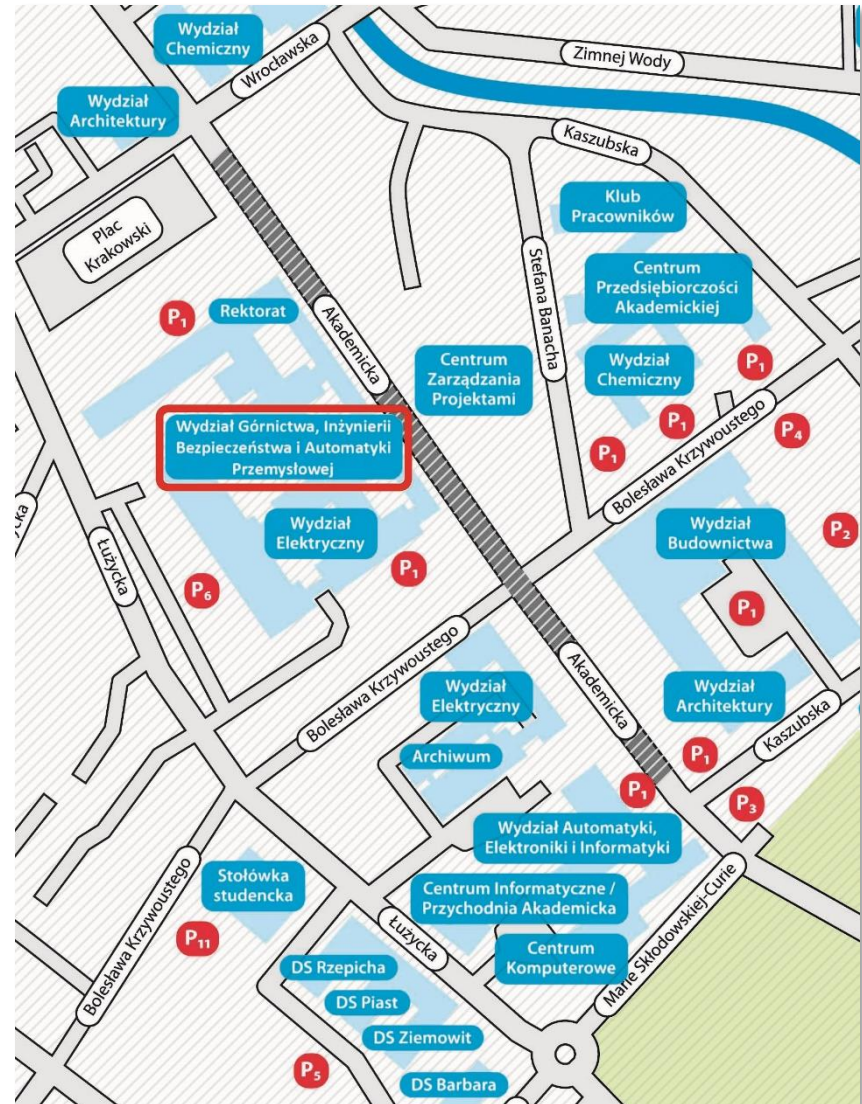 Wydział
Chemiczny
Wrocławska
Zimnej Wody
Wydział
Architektury
Kaszubska
Plac
Krakowski
Klub
Pracowników
Stefana Banacha
Centrum
Przedsiębiorczości
Akademickiej
P₁
Rektorat
Akademicka
Centrum
Zarządzania
Projektami
Wydział
Chemiczny
P₁
P₁
P₁
P₄
Bolesława Krzywoustego
Wydział Górnictwa, Inżynierii
Bezpieczeństwa i Automatyki
Przemysłowej
Wydział
Elektryczny
Wydział
Budownictwa
P₂
Łużycka
P₆
P₁
P₁
Bolesława Krzywoustego
Akademicka
Wydział
Elektryczny
Wydział
Architektury
Kaszubska
Archiwum
P₁
P₁
P₃
Wydział Automatyki,
Elektroniki i Informatyki
Stołówka
studencka
Centrum Informatyczne /
Przychodnia Akademicka
Bolesława Krzywoustego
P₁₁
Łużycka
Centrum
Komputerowe
Marie Skłodowskiej-Curie
DS Rzepicha
DS Piast
DS Ziemowit
P₅
DS Barbara